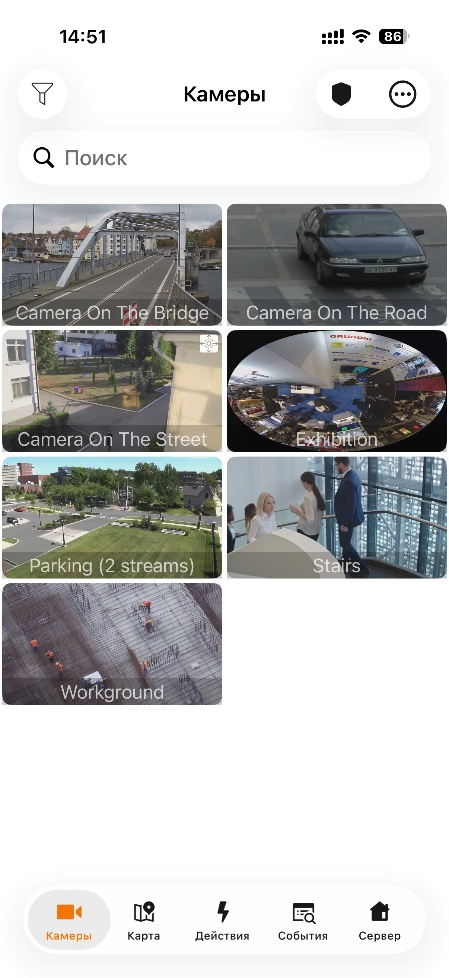 14:51
86
Камеры
Поиск
Camera On The Bridge
Camera On The Road
Camera On The Street
GRUNDIG
Exhibition
Parking (2 streams)
Stairs
Workground
Камеры
Карта
Действия
События
Сервер